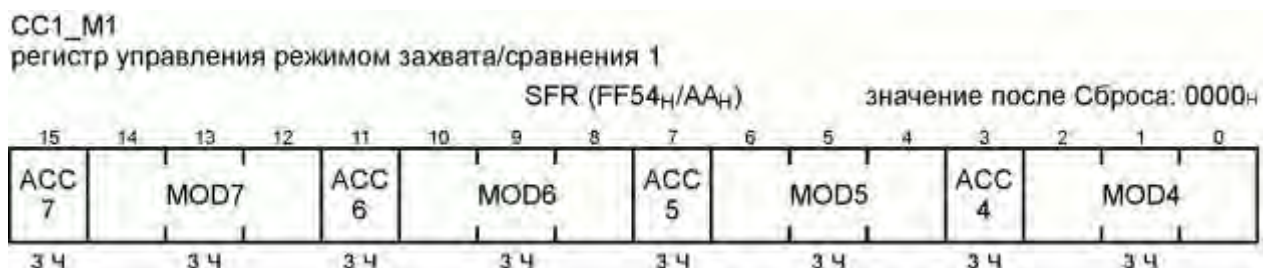 CC1_M1
регистр управления режимом захвата/сравнения 1
SFR (FF54H/AAH) значение после Сброса: 0000H
15 14 13 12 11 10 9 8 7 6 5 4 3 2 1 0
ACC 7 MOD7 ACC 6 MOD6 ACC 5 MOD5 ACC 4 MOD4
З Ч З Ч З Ч З Ч З Ч З Ч З Ч З Ч